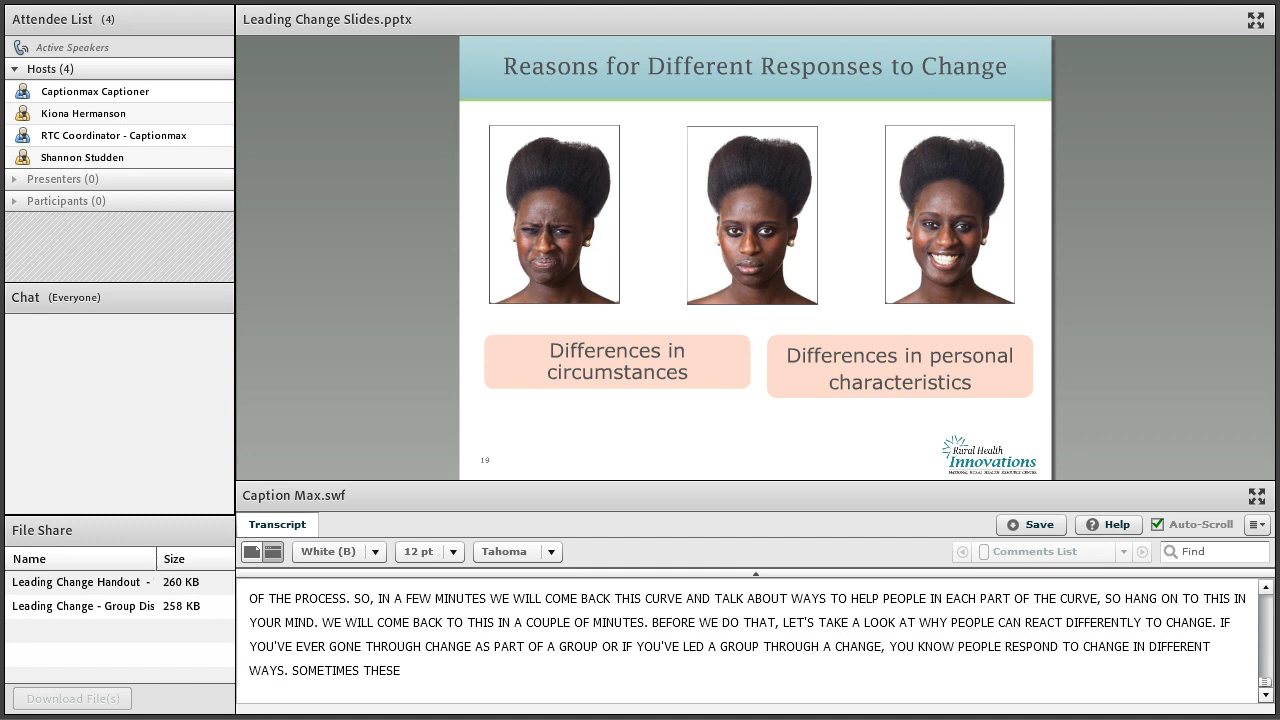 Attendee List (4)
Active Speakers
Hosts (4)
Captionmax Captioner
Kiona Hermanson
RTC Coordinator - Captionmax
Shannon Studden
Presenters (0)
Participants (0)
Chat (Everyone)
File Share
Name Size
Leading Change Handout - 260 KB
Leading Change - Group Dis 258 KB
Download File(s)
Leading Change Slides.pptx
Reasons for Different Responses to Change
Differences in
circumstances
Differences in personal
characteristics
19
Rural Health
Innovations
NATIONAL RURAL HEALTH RESOURCE CENTER
Caption Max.swf
Transcript
Save
Help
Auto-Scroll
White (B)
12 pt
Tahoma
Comments List
Find
OF THE PROCESS. SO, IN A FEW MINUTES WE WILL COME BACK THIS CURVE AND TALK ABOUT WAYS TO HELP PEOPLE IN EACH PART OF THE CURVE, SO HANG ON TO THIS IN
YOUR MIND. WE WILL COME BACK TO THIS IN A COUPLE OF MINUTES. BEFORE WE DO THAT, LET'S TAKE A LOOK AT WHY PEOPLE CAN REACT DIFFERENTLY TO CHANGE. IF
YOU'VE EVER GONE THROUGH CHANGE AS PART OF A GROUP OR IF YOU'VE LED A GROUP THROUGH A CHANGE, YOU KNOW PEOPLE RESPOND TO CHANGE IN DIFFERENT
WAYS. SOMETIMES THESE